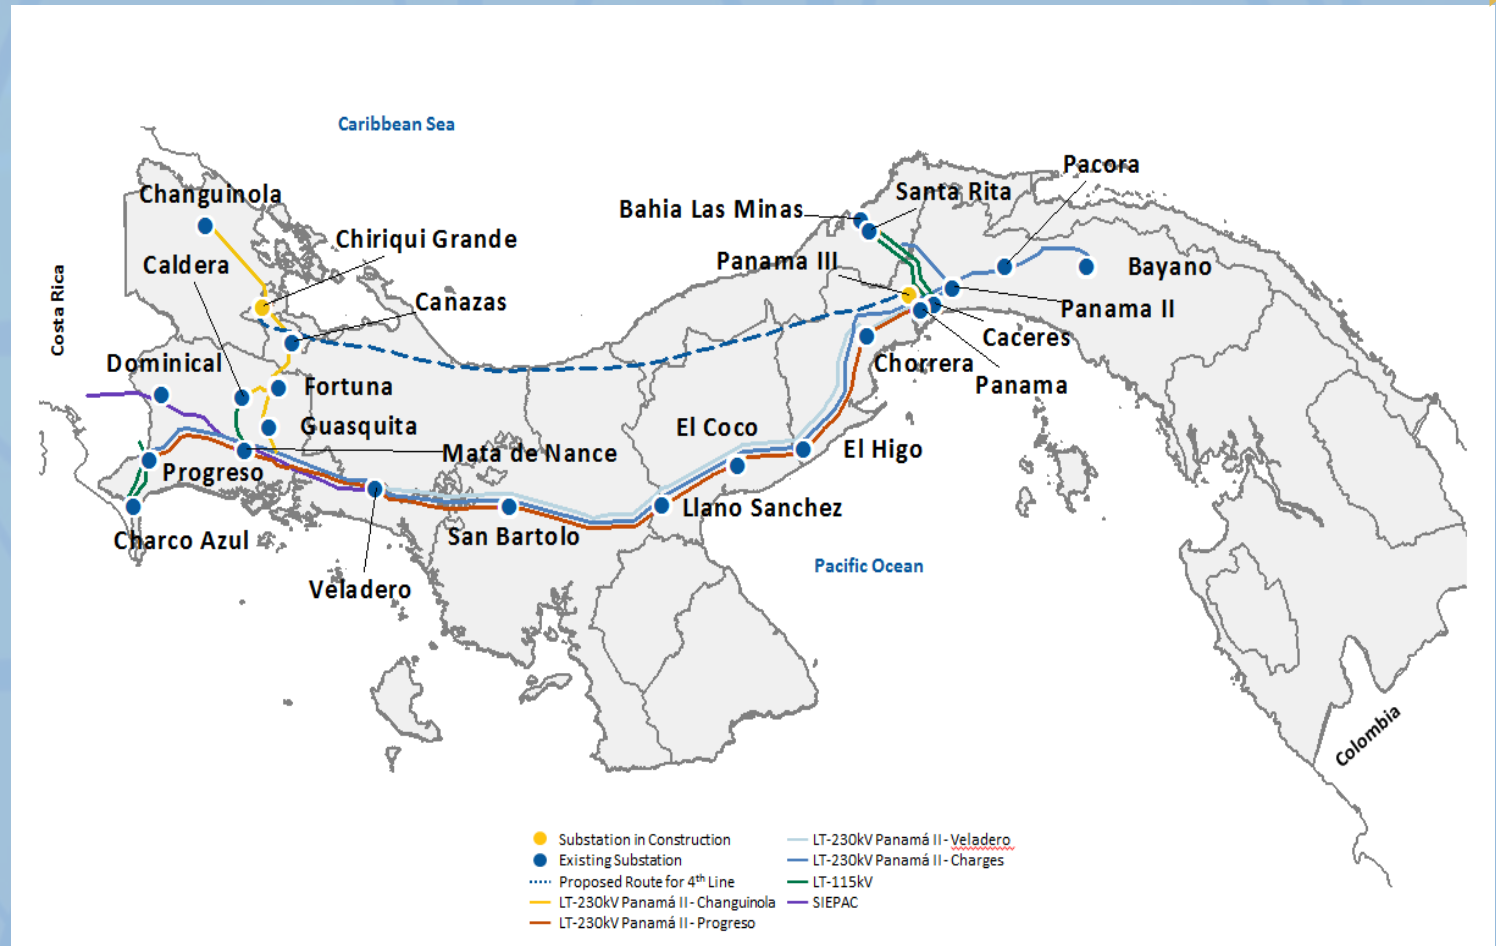 Caribbean Sea
Pacora
Changuinola
Santa Rita
Bahia Las Minas
Chiriqui Grande
Caldera
Panama III
Bayano
Costa Rica
Cañazas
Panama II
Caceres
Dominical
Chorrera
Fortuna
Panama
Guasquita
El Coco
El Higo
Mata de Nance
Progreso
Llano Sanchez
Charco Azul
San Bartolo
Pacific Ocean
Veladero
Colombia
Substation in Construction
Existing Substation
Proposed Route for 4th Line
LT-230kV Panamá II - Changuinola
LT-230kV Panamá II - Progreso
LT-230kV Panamá II - Veladero
LT-230kV Panamá II - Charges
LT-115kV
SIEPAC